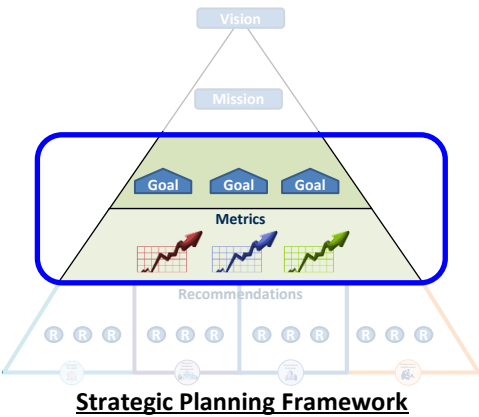 Vision
Mission
Goal Goal Goal
Metrics
Recommendations
R R R R R R R R R R R R
Strategic Planning Framework